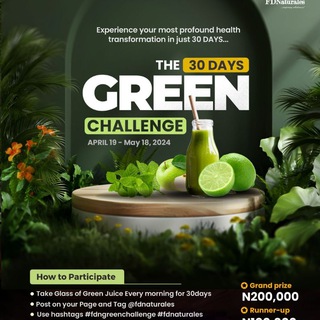 FDNaturales
Experience your most profound health
transformation in just 30 DAYS...
THE 30 DAYS
GREEN
CHALLENGE
APRIL 19 - May 18, 2024
How to Participate
Take Glass of Green Juice Every morning for 30days
Post on your Page and Tag @fdnaturales
Use hashtags #fdngreenchallenge #fdnaturales
Grand prize
N200,000
Runner-up